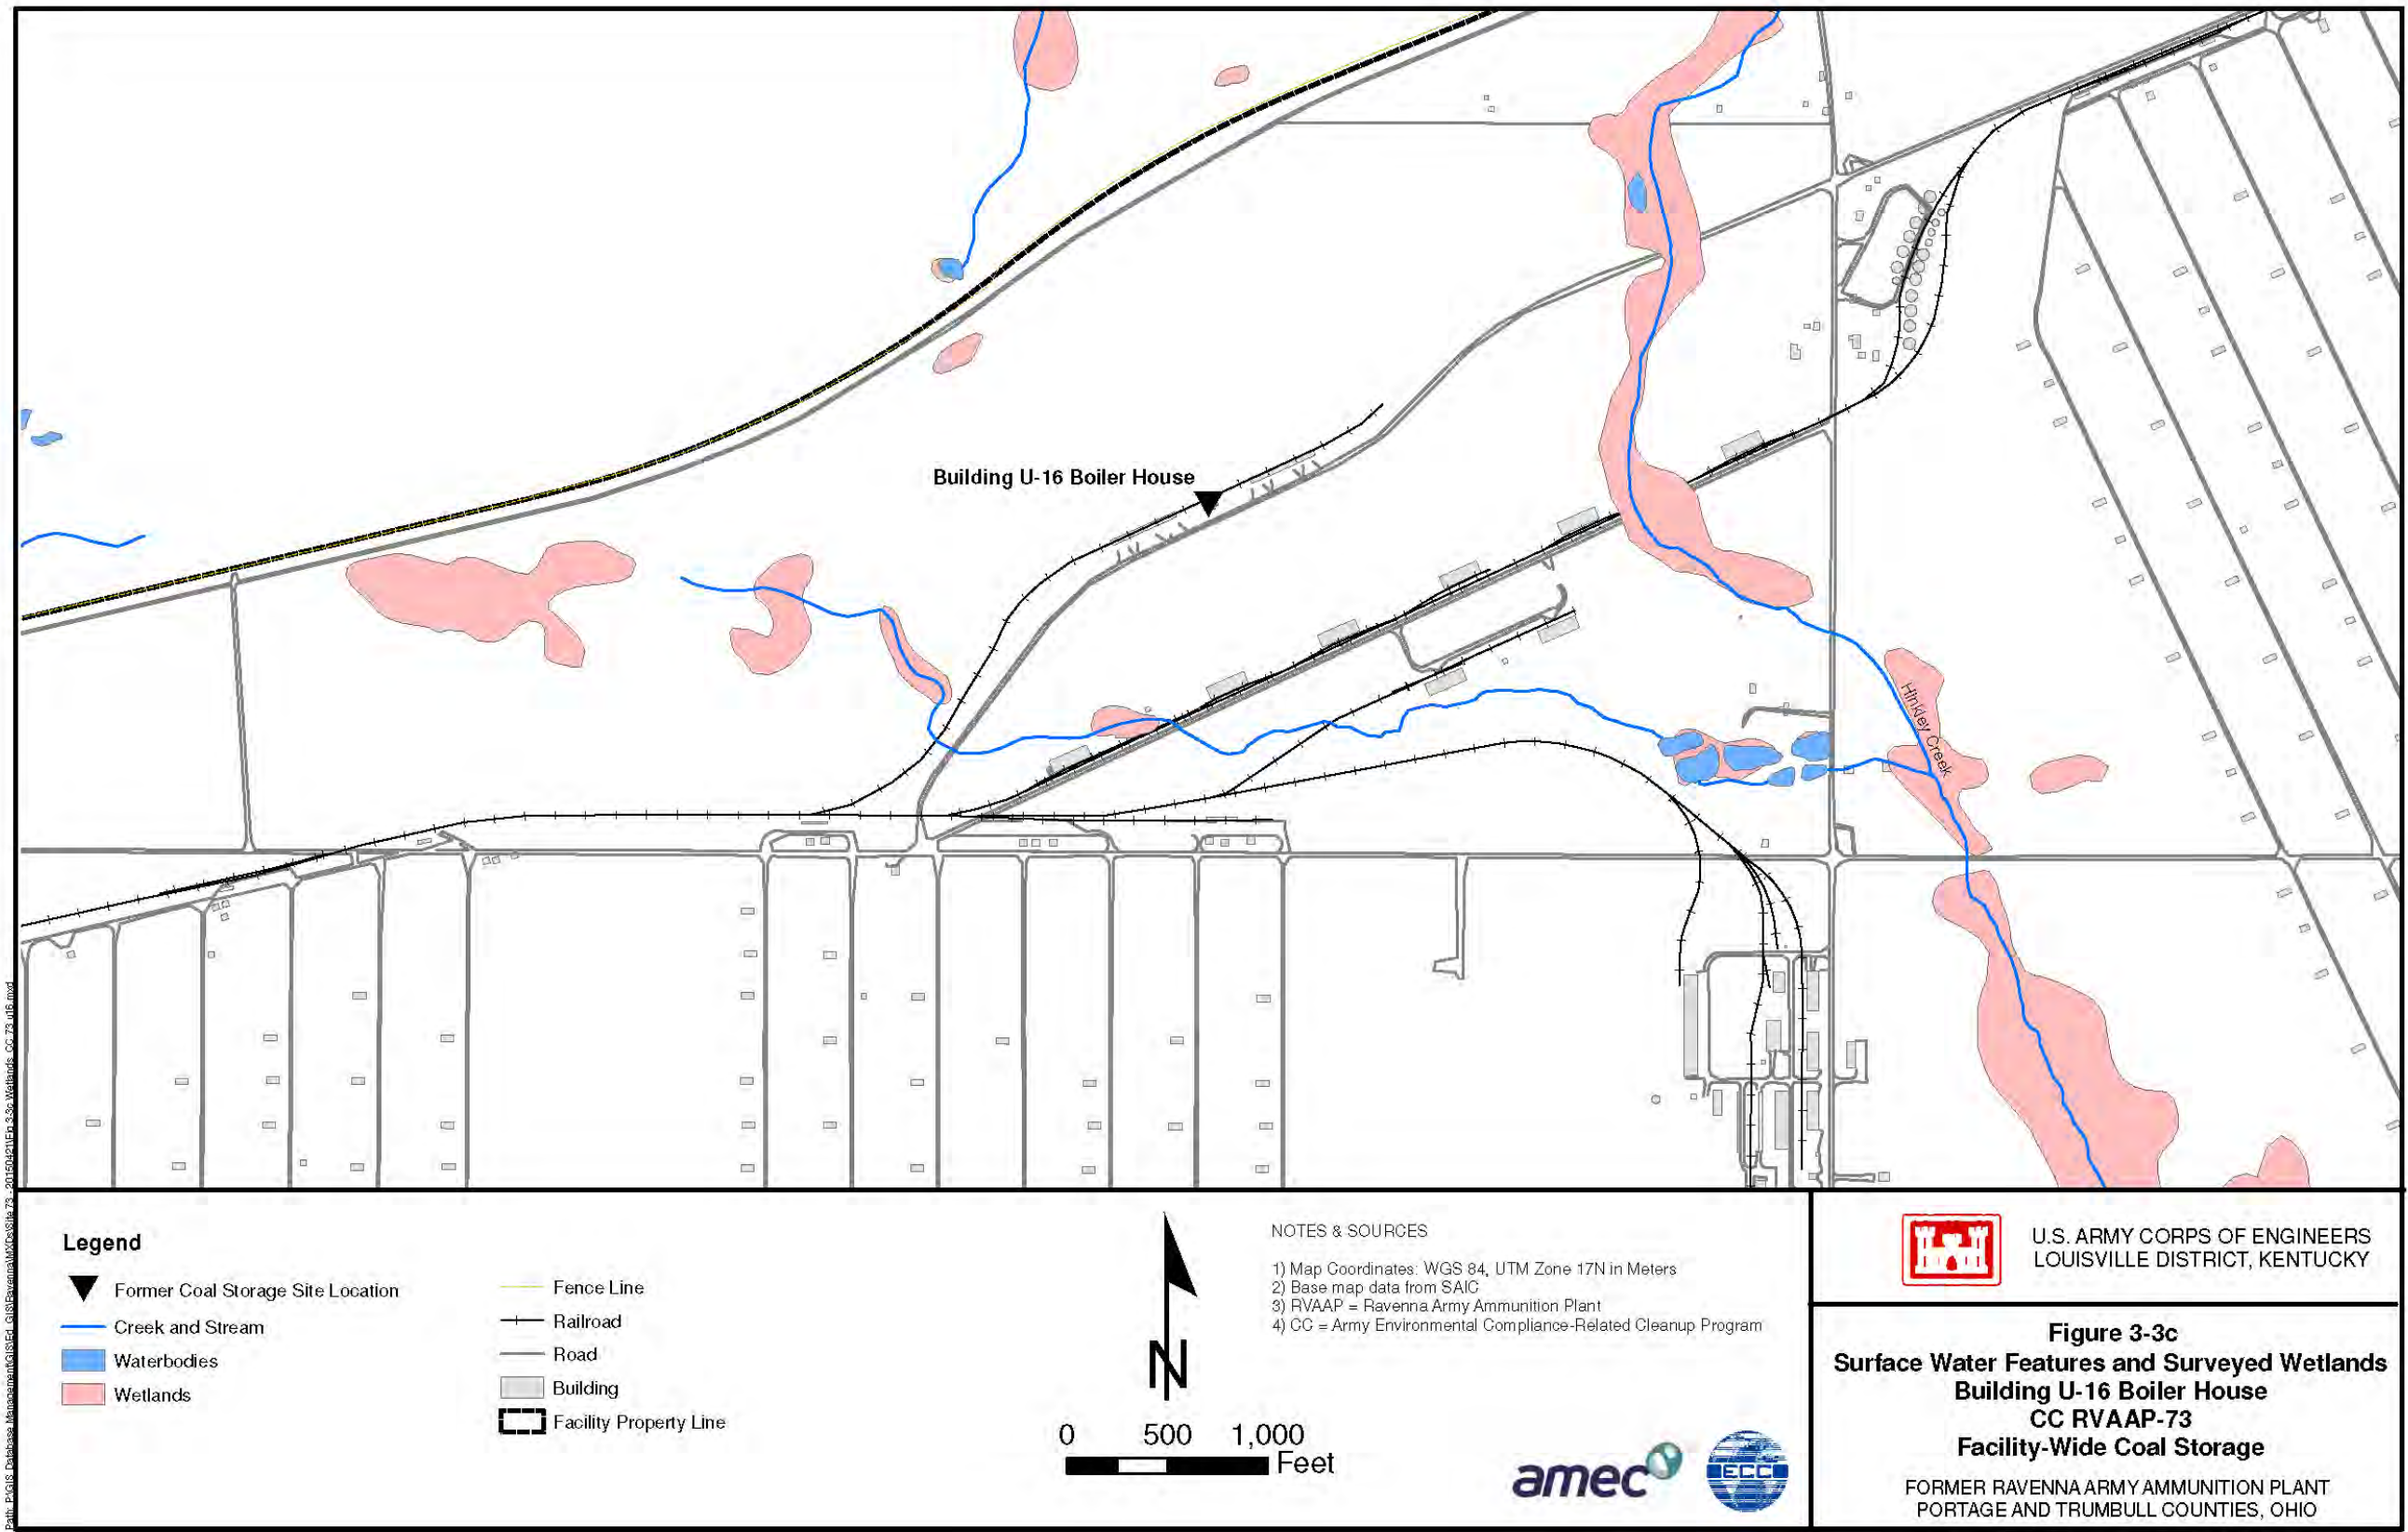 Building U-16 Boiler House
Hinkley Creek
Legend
Former Coal Storage Site Location
Creek and Stream
Waterbodies
Wetlands
Fence Line
Railroad
Road
Building
Facility Property Line
N
0 500 1,000
Feet
NOTES & SOURCES
1) Map Coordinates: WGS 84, UTM Zone 17N in Meters
2) Base map data from SAIC
3) RVAAP = Ravenna Army Ammunition Plant
4) CC = Army Environmental Compliance-Related Cleanup Program
amec
ECC
U.S. ARMY CORPS OF ENGINEERS
LOUISVILLE DISTRICT, KENTUCKY
Figure 3-3c
Surface Water Features and Surveyed Wetlands
Building U-16 Boiler House
CC RVAAP-73
Facility-Wide Coal Storage
FORMER RAVENNA ARMY AMMUNITION PLANT
PORTAGE AND TRUMBULL COUNTIES, OHIO